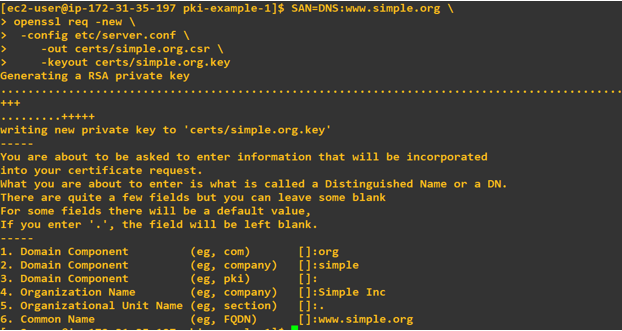 [ec2-user@ip-172-31-35-197 pki-example-1]$ SAN=DNS:www.simple.org \
> openssl req -new \
>  -config etc/server.conf \
>     -out certs/simple.org.csr \
>     -keyout certs/simple.org.key
Generating a RSA private key
.........................................................................................
+++
.........+++++
writing new private key to 'certs/simple.org.key'
-----
You are about to be asked to enter information that will be incorporated
into your certificate request.
What you are about to enter is what is called a Distinguished Name or a DN.
There are quite a few fields but you can leave some blank
For some fields there will be a default value,
If you enter '.', the field will be left blank.
-----
1. Domain Component         (eg, com)       []:org
2. Domain Component         (eg, company)   []:simple
3. Domain Component         (eg, pki)       []:
4. Organization Name        (eg, company)   []:Simple Inc
5. Organizational Unit Name (eg, section)   []:.
6. Common Name              (eg, FQDN)      []:www.simple.org